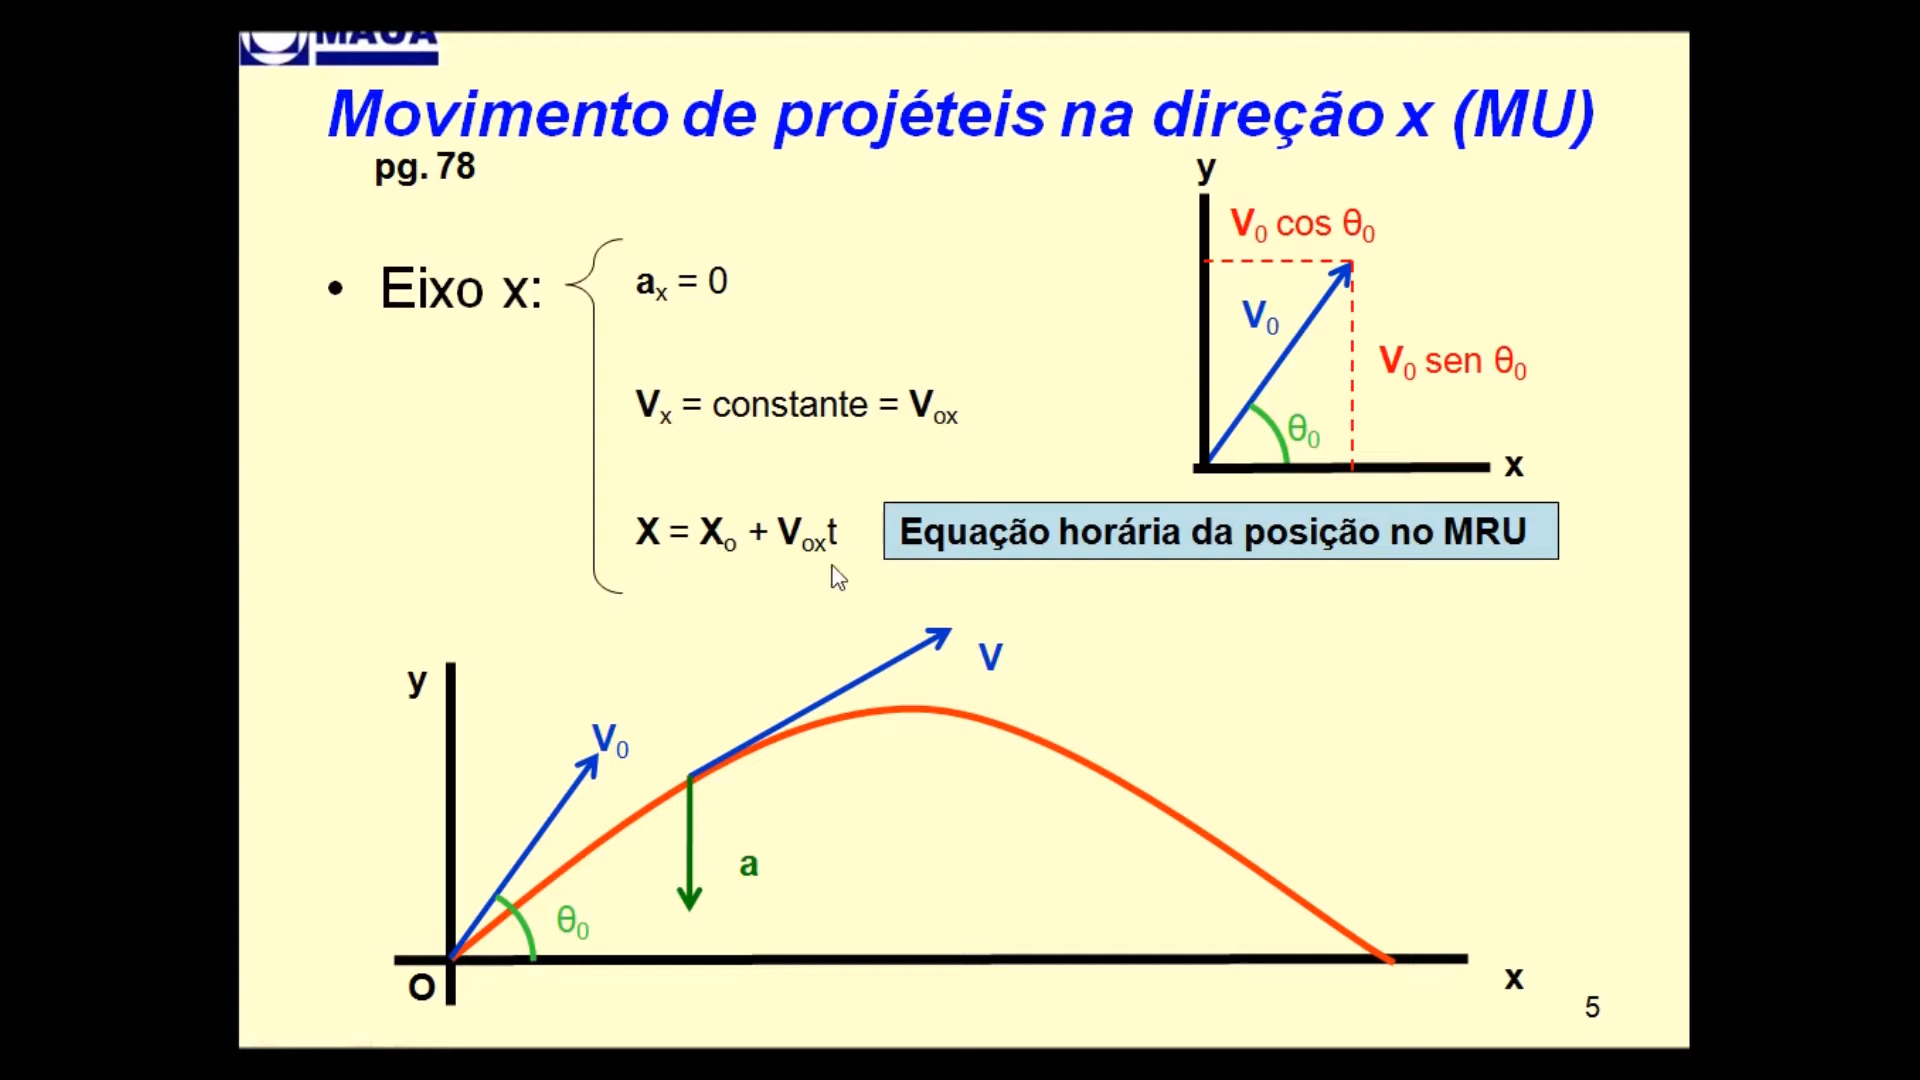 MAUÁ
Movimento de projéteis na direção x (MU)
pg. 78
y
V0 cos θ0
• Eixo x:
ax = 0
V0
V0 sen θ0
Vx = constante = Vox
θ0
x
X = Xo + Voxt
Equação horária da posição no MRU
V
y
V0
a
θ0
O
x
5